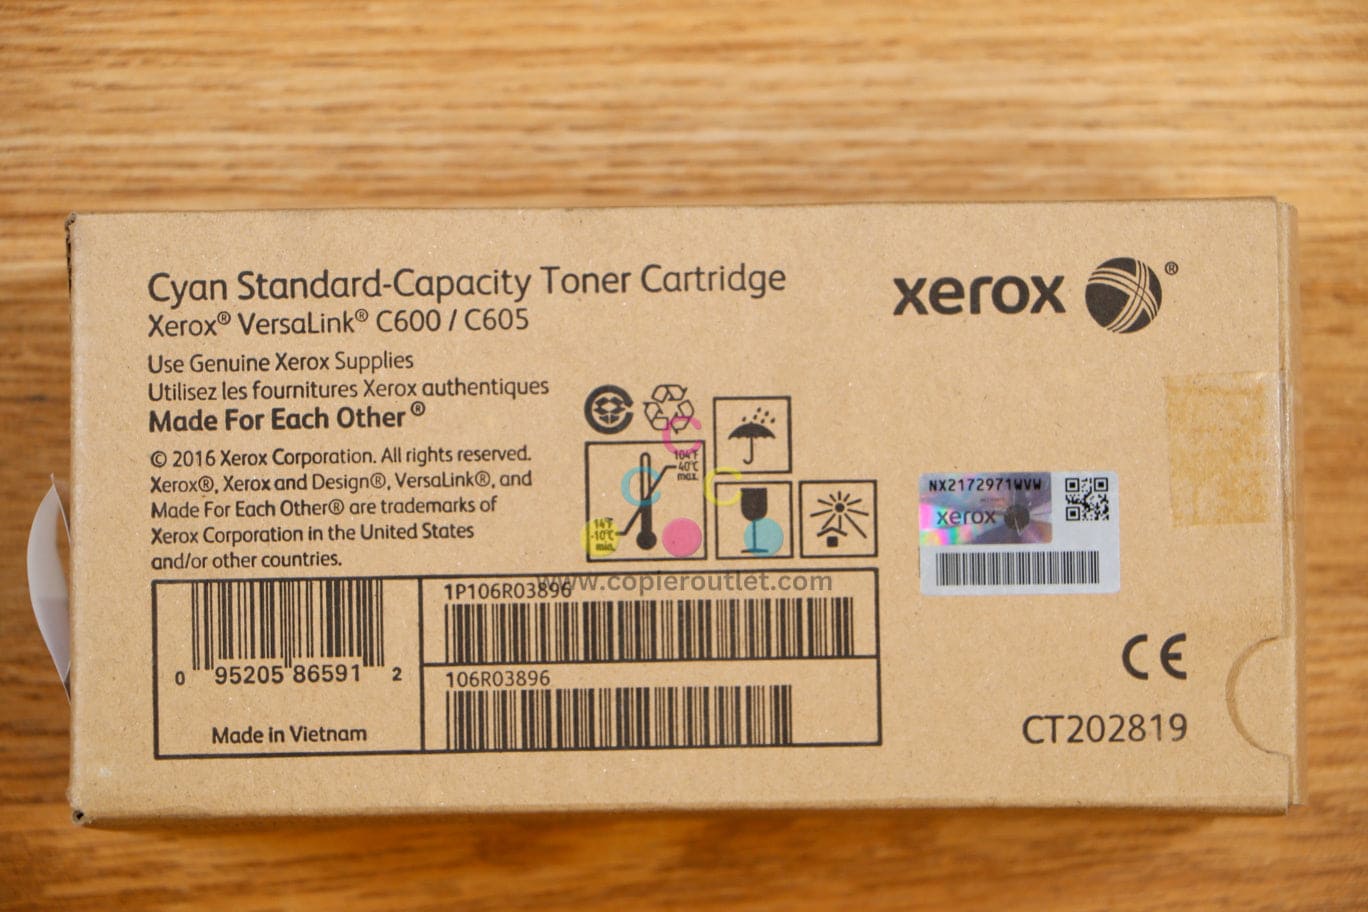 Cyan Standard-Capacity Toner Cartridge
Xerox® VersaLink® C600 / C605
xerox ®
Use Genuine Xerox Supplies
Utilisez les fournitures Xerox authentiques
Made For Each Other®
© 2016 Xerox Corporation. All rights reserved.
Xerox®, Xerox and Design®, VersaLink®, and
Made For Each Other® are trademarks of
Xerox Corporation in the United States
and/or other countries.
104°F
40°C
max.
14°F
-10°C
min.
C
C
C
www.copieroutlet.com
NX2172971WVW
xerox
1P106R03896
106R03896
0 95205 86591 2
Made in Vietnam
CE
CT202819